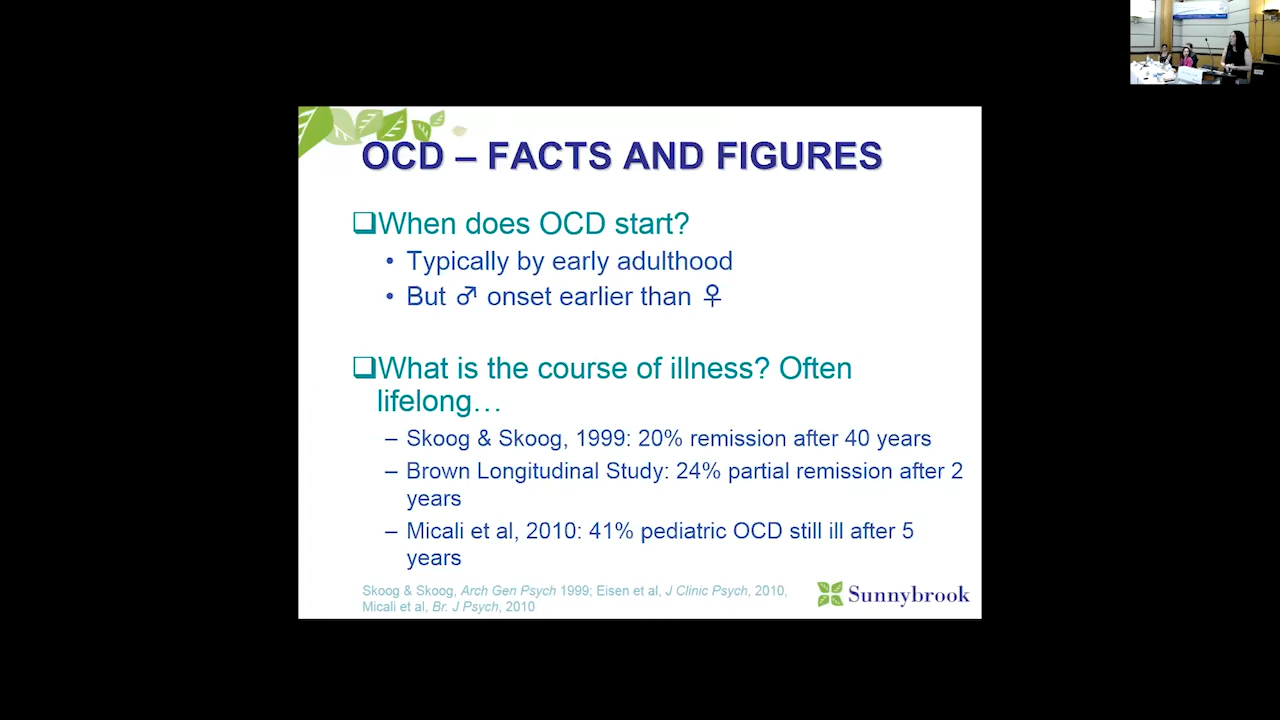 OCD – FACTS AND FIGURES
❑When does OCD start?
• Typically by early adulthood
• But ♂ onset earlier than ♀
❑What is the course of illness? Often
lifelong…
– Skoog & Skoog, 1999: 20% remission after 40 years
– Brown Longitudinal Study: 24% partial remission after 2
years
– Micali et al, 2010: 41% pediatric OCD still ill after 5
years
Skoog & Skoog, Arch Gen Psych 1999; Eisen et al, J Clinic Psych, 2010,
Micali et al, Br. J Psych, 2010
Sunnybrook